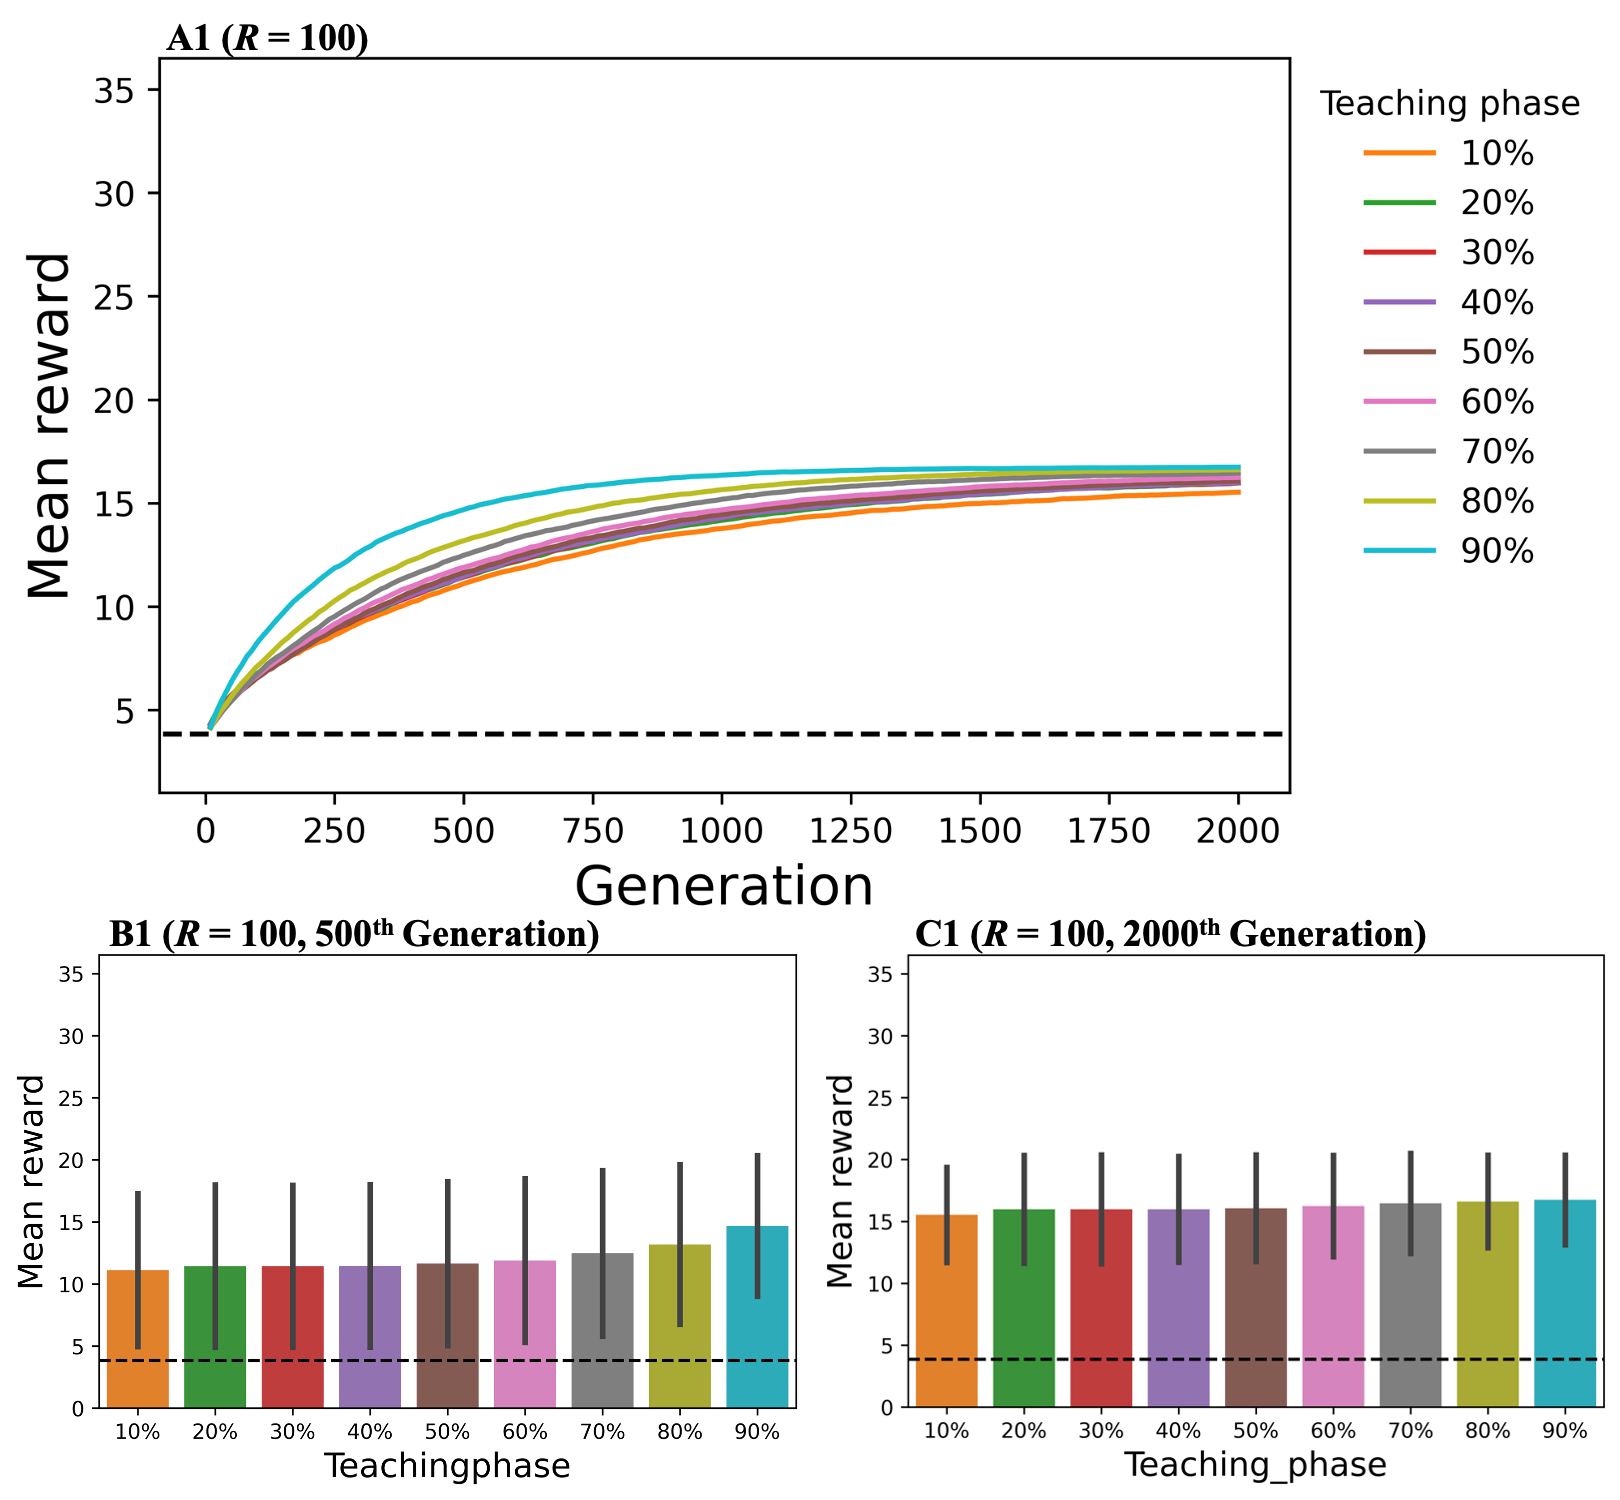 A1 (R = 100)
35
30
25
20
15
10
5
Mean reward
0 250 500 750 1000 1250 1500 1750 2000
Generation
Teaching phase
10%
20%
30%
40%
50%
60%
70%
80%
90%
B1 (R = 100, 500th Generation)
35
30
25
20
15
10
5
0
Mean reward
10% 20% 30% 40% 50% 60% 70% 80% 90%
Teachingphase
C1 (R = 100, 2000th Generation)
35
30
25
20
15
10
5
0
Mean reward
10% 20% 30% 40% 50% 60% 70% 80% 90%
Teaching_phase